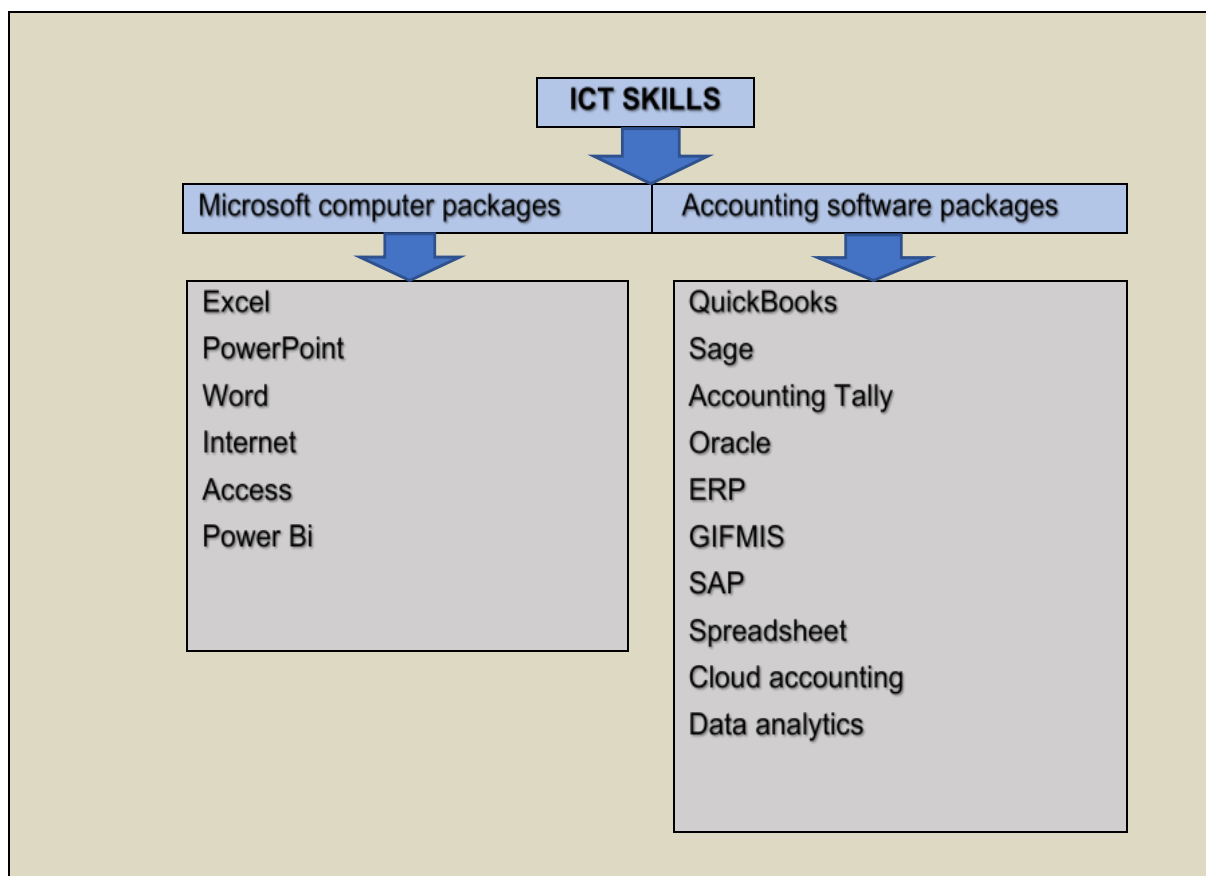 ICT SKILLS
Microsoft computer packages
Accounting software packages
Excel
PowerPoint
Word
Internet
Access
Power Bi
QuickBooks
Sage
Accounting Tally
Oracle
ERP
GIFMIS
SAP
Spreadsheet
Cloud accounting
Data analytics